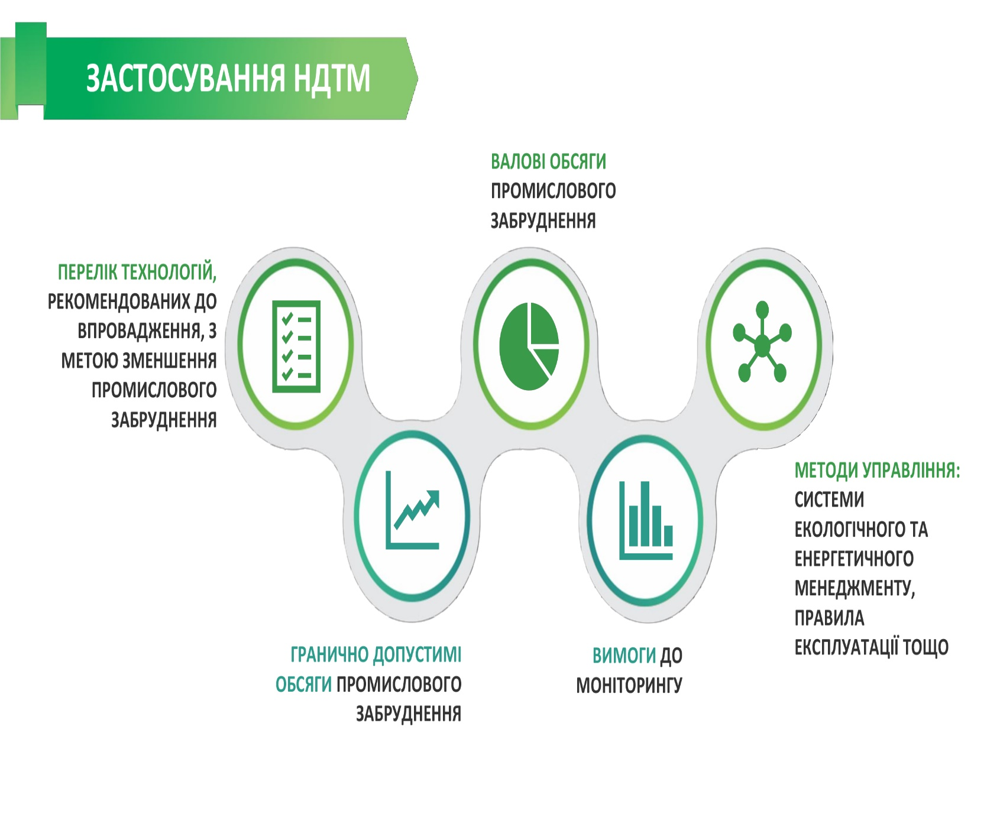 ЗАСТОСУВАННЯ НДТМ
ВАЛОВІ ОБСЯГИ
ПРОМИСЛОВОГО
ЗАБРУДНЕННЯ
ПЕРЕЛІК ТЕХНОЛОГІЙ,
РЕКОМЕНДОВАНИХ ДО
ВПРОВАДЖЕННЯ, З
МЕТОЮ ЗМЕНШЕННЯ
ПРОМИСЛОВОГО
ЗАБРУДНЕННЯ
ГРАНИЧНО ДОПУСТИМІ
ОБСЯГИ ПРОМИСЛОВОГО
ЗАБРУДНЕННЯ
ВИМОГИ ДО
МОНІТОРИНГУ
МЕТОДИ УПРАВЛІННЯ:
СИСТЕМИ
ЕКОЛОГІЧНОГО ТА
ЕНЕРГЕТИЧНОГО
МЕНЕДЖМЕНТУ,
ПРАВИЛА
ЕКСПЛУАТАЦІЇ ТОЩО